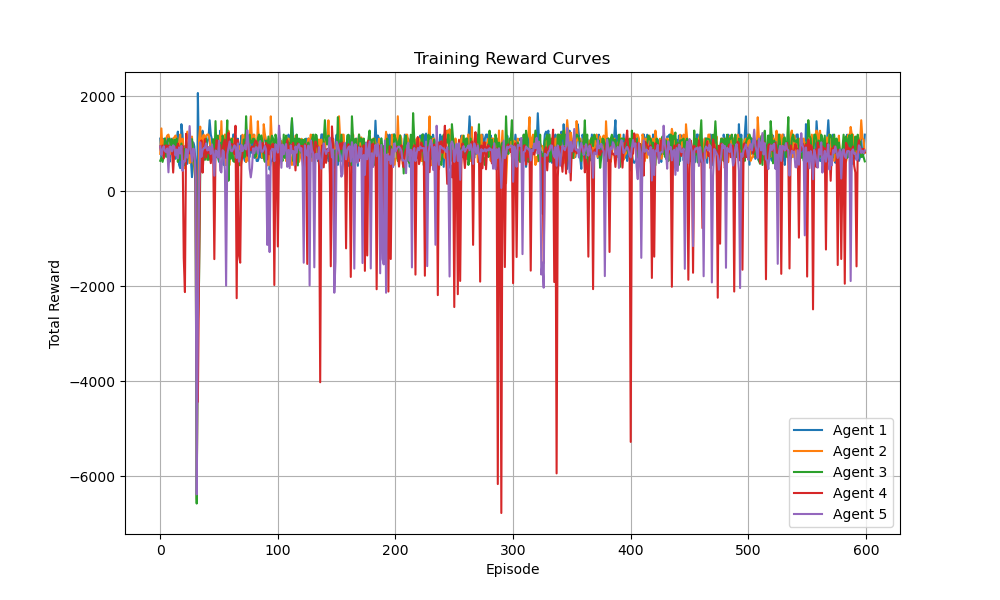 Training Reward Curves
Total Reward
2000
0
−2000
−4000
−6000
0 100 200 300 400 500 600
Episode
Agent 1
Agent 2
Agent 3
Agent 4
Agent 5